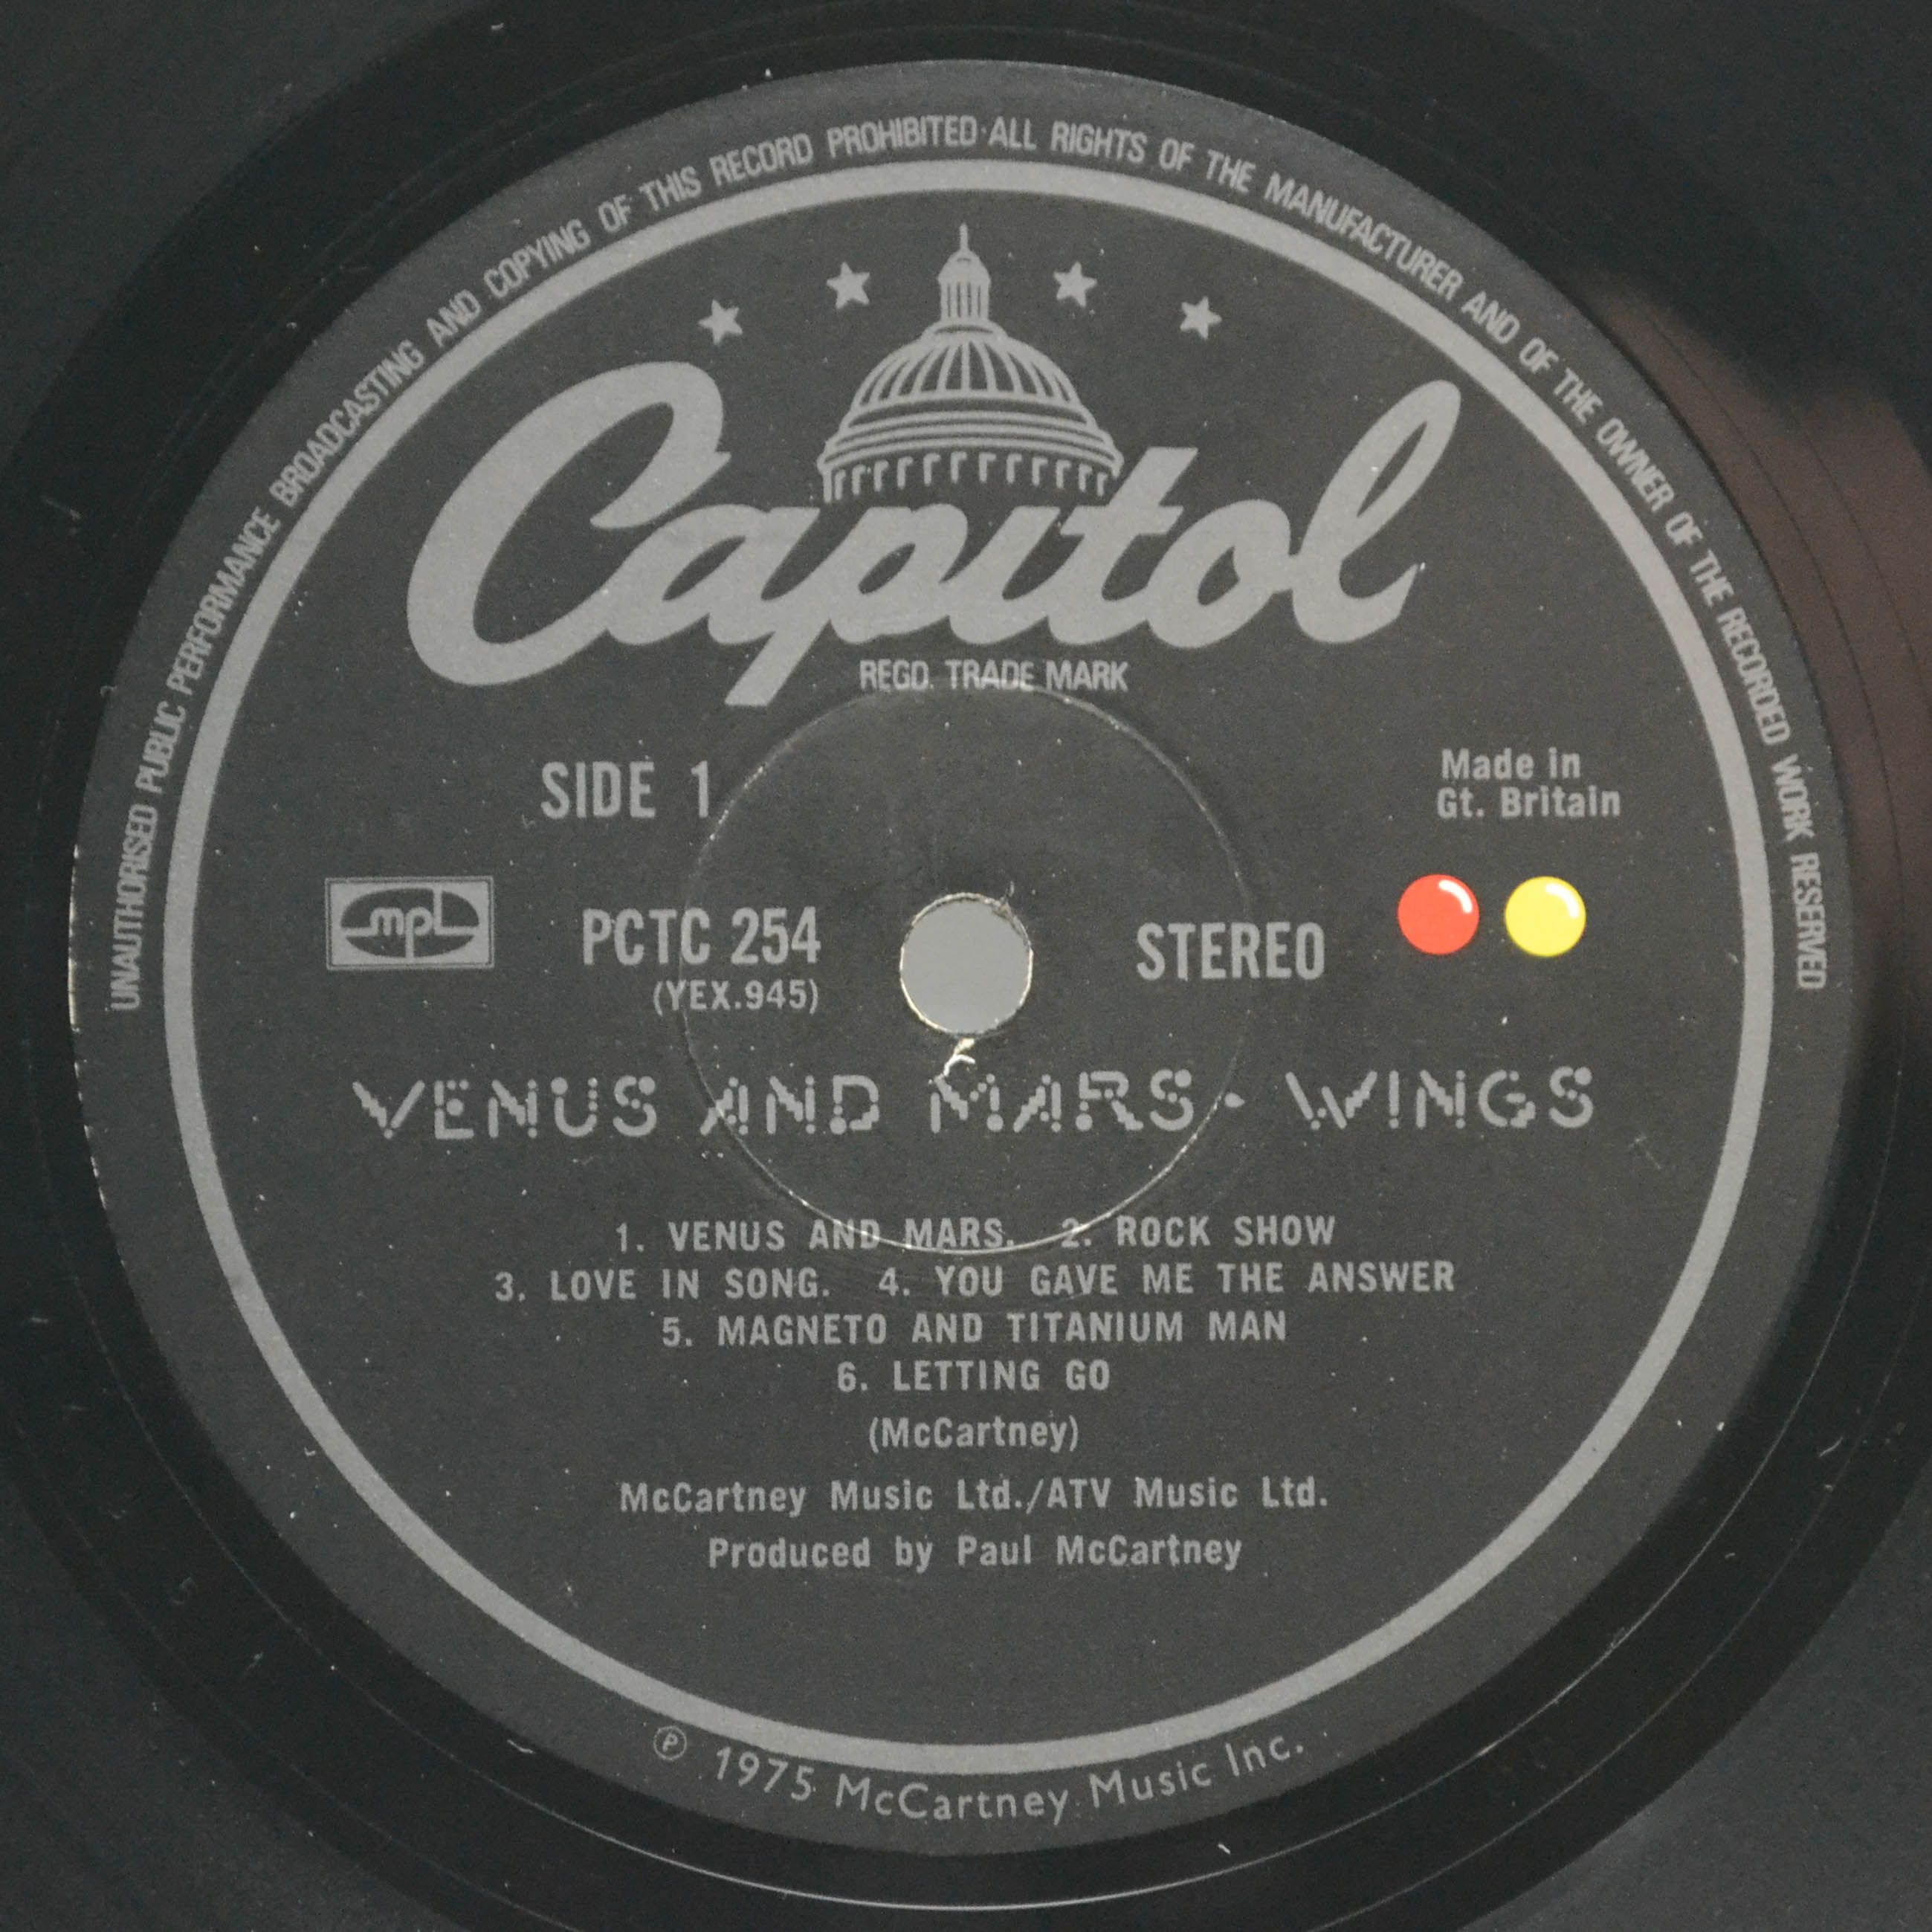 UNAUTHORISED PUBLIC PERFORMANCE BROADCASTING AND COPYING OF THIS RECORD PROHIBITED·ALL RIGHTS OF THE MANUFACTURER AND OF THE OWNER OF THE RECORDED WORK RESERVED
Capitol
REGD. TRADE MARK
SIDE 1
Made in
Gt. Britain
mpl
PCTC 254
STEREO
(YEX.945)
VENUS AND MARS · WINGS
1. VENUS AND MARS. 2. ROCK SHOW
3. LOVE IN SONG. 4. YOU GAVE ME THE ANSWER
5. MAGNETO AND TITANIUM MAN
6. LETTING GO
(McCartney)
McCartney Music Ltd./ATV Music Ltd.
Produced by Paul McCartney
℗ 1975 McCartney Music Inc.